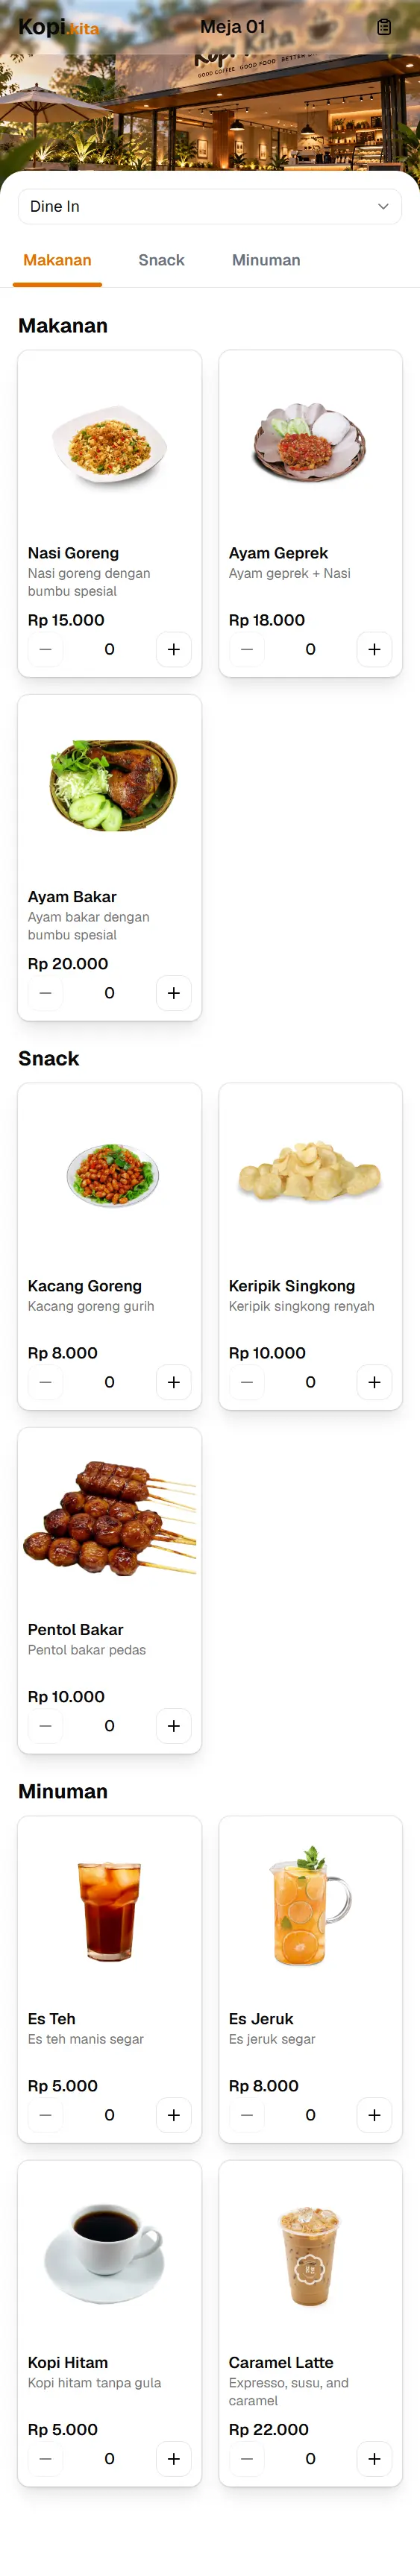 Kopi kita
Meja 01
Kopi
GOOD COFFEE • GOOD FOOD • GOOD MOOD
Dine In
Makanan
Snack
Minuman
Makanan
Nasi Goreng
Nasi goreng dengan
bumbu spesial
Rp 15.000
0
Ayam Geprek
Ayam geprek + Nasi
Rp 18.000
0
Ayam Bakar
Ayam bakar dengan
bumbu spesial
Rp 20.000
0
Snack
Kacang Goreng
Kacang goreng gurih
Rp 8.000
0
Keripik Singkong
Keripik singkong renyah
Rp 10.000
0
Pentol Bakar
Pentol bakar pedas
Rp 10.000
0
Minuman
Es Teh
Es teh manis segar
Rp 5.000
0
Es Jeruk
Es jeruk segar
Rp 8.000
0
Kopi Hitam
Kopi hitam tanpa gula
Rp 5.000
0
Caramel Latte
Expresso, susu, and
caramel
Rp 22.000
0